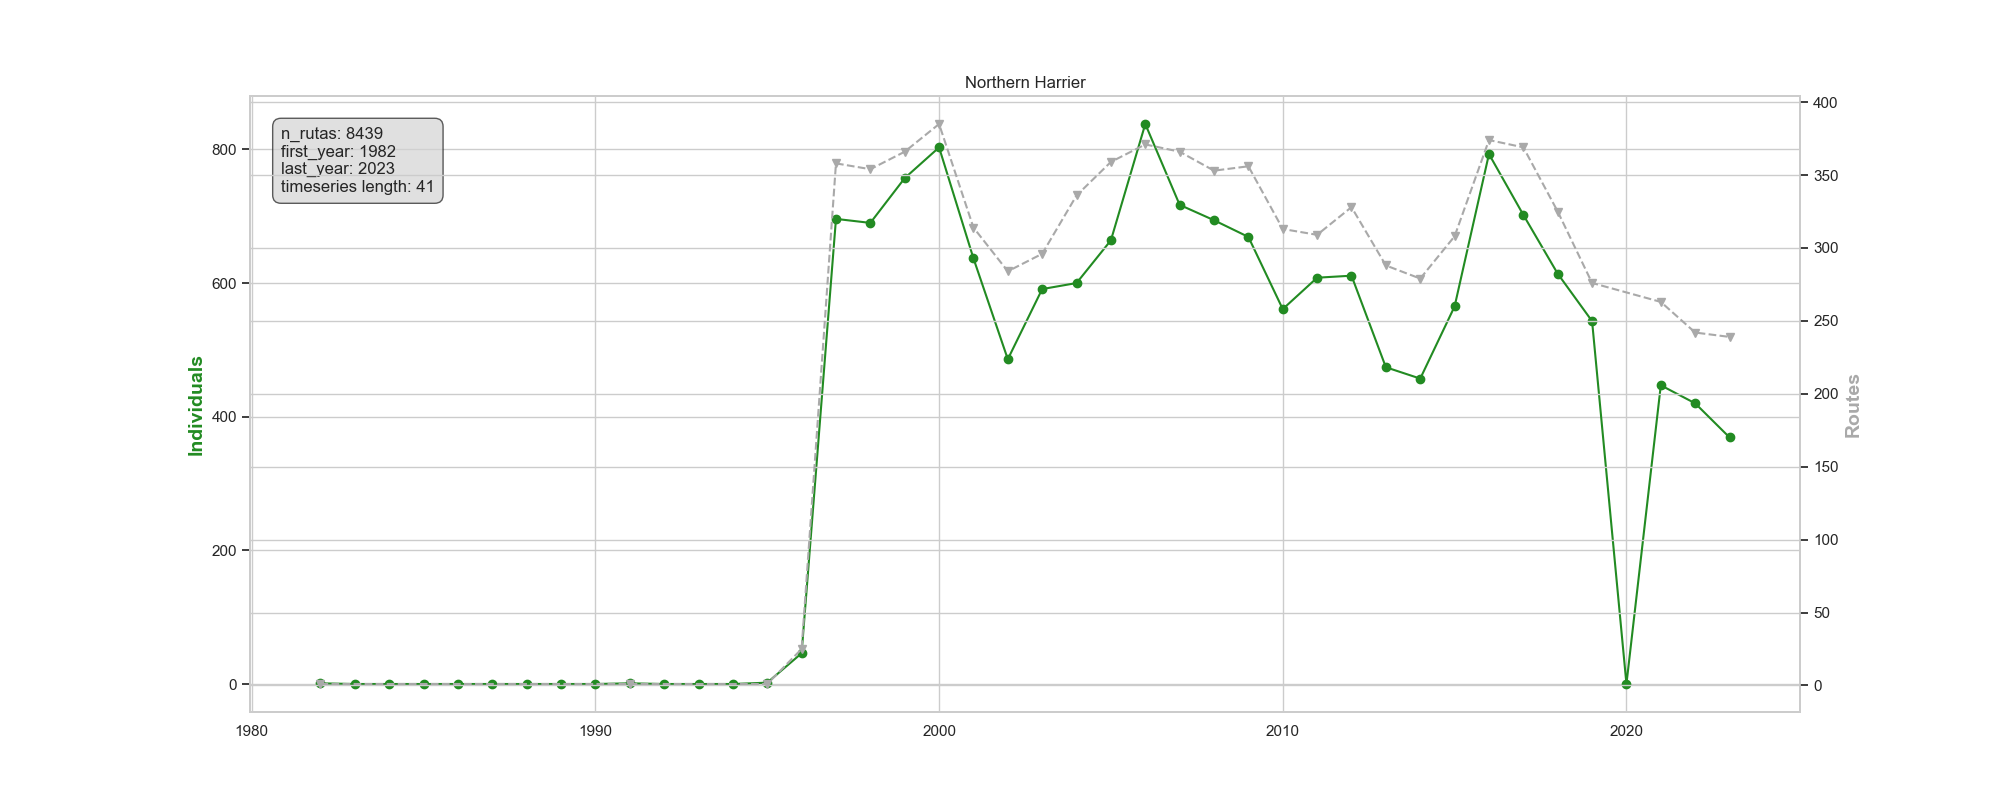 Northern Harrier
n_rutas: 8439
first_year: 1982
last_year: 2023
timeseries length: 41
800
600
400
200
0
Individuals
400
350
300
250
200
150
100
50
0
Routes
1980
1990
2000
2010
2020